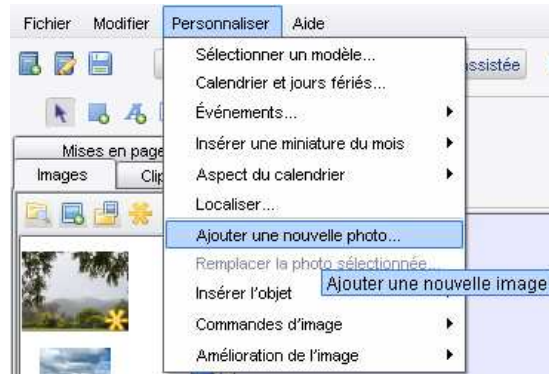 Fichier Modifier Personnaliser Aide
Sélectionner un modèle...
ssistée
Calendrier et jours fériés...
Événements...
Insérer une miniature du mois
Mises en page
Aspect du calendrier
Images Clip
Localiser...
Ajouter une nouvelle photo...
Remplacer la photo sélectionnée...
Ajouter une nouvelle image
Insérer l'objet
Commandes d'image
Amélioration de l'image